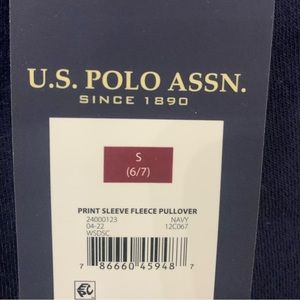 U.S. POLO ASSN.
SINCE 1890
S
(6/7)
PRINT SLEEVE FLEECE PULLOVER
24000123 NAVY
04-22 12C067
WSDSC
7 86660 45948 7